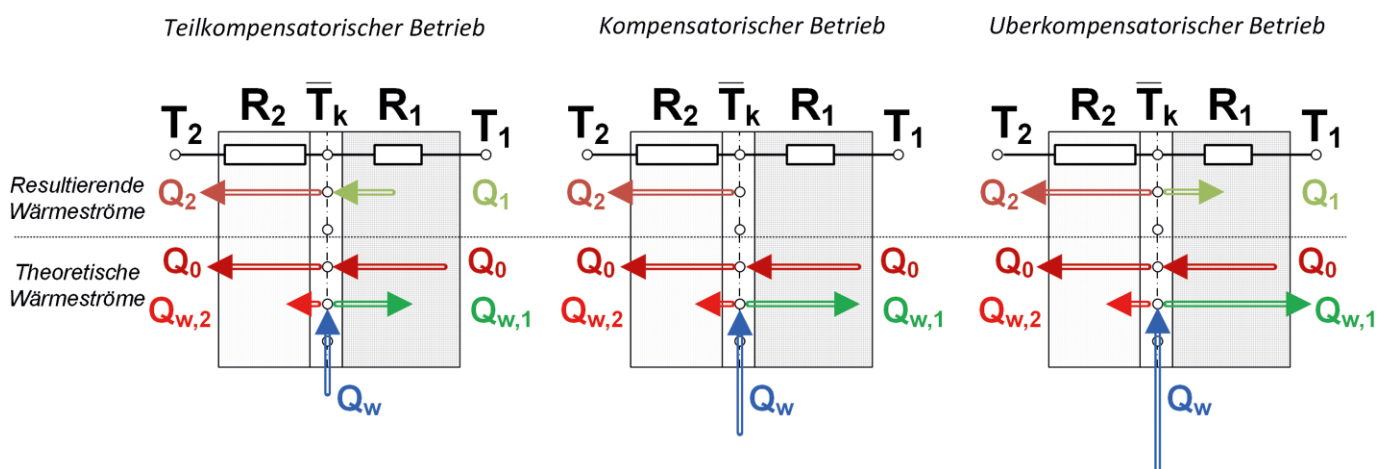 Teilkompensatorischer Betrieb
Kompensatorischer Betrieb
Uberkompensatorischer Betrieb
T2 R2 T̅k R1 T1
T2 R2 T̅k R1 T1
T2 R2 T̅k R1 T1
Resultierende
Wärmeströme
Q2 Q1
Q2
Q2 Q1
Theoretische
Wärmeströme
Q0 Q0
Q0 Q0
Q0 Q0
Qw,2 Qw,1
Qw,2 Qw,1
Qw,2 Qw,1
Qw
Qw
Qw